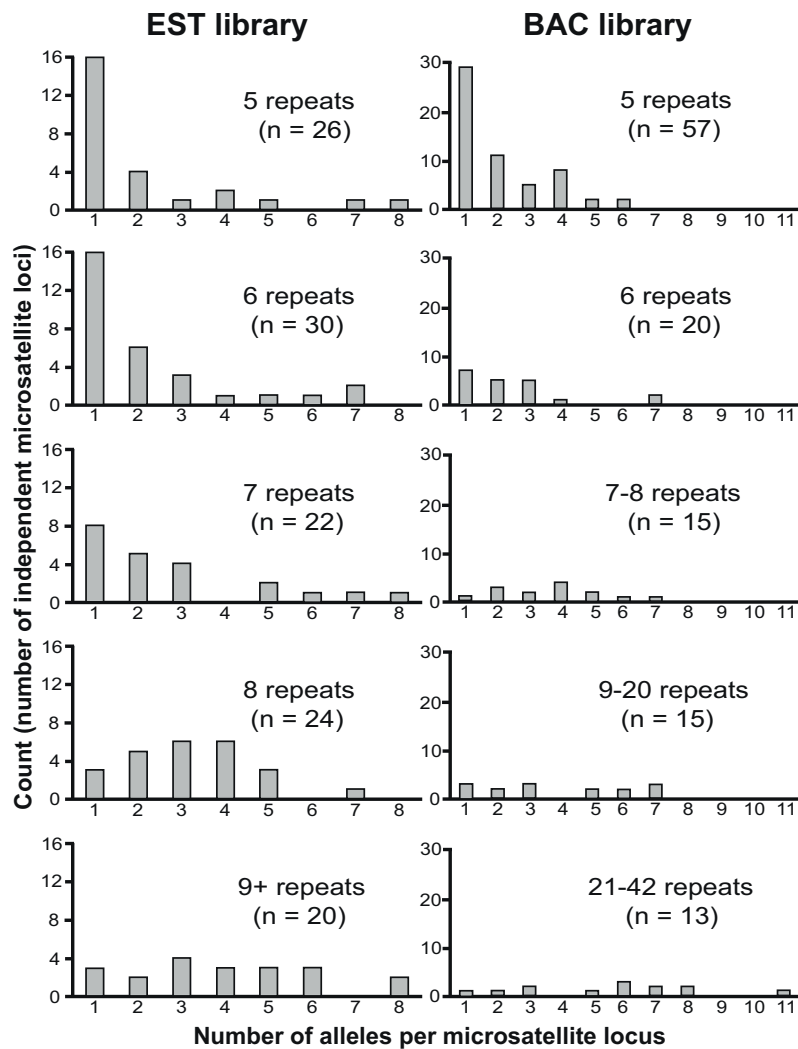 EST library
BAC library
16
12
8
4
0
5 repeats
(n = 26)
1 2 3 4 5 6 7 8
30
20
10
0
5 repeats
(n = 57)
1 2 3 4 5 6 7 8 9 10 11
16
12
8
4
0
6 repeats
(n = 30)
1 2 3 4 5 6 7 8
30
20
10
0
6 repeats
(n = 20)
1 2 3 4 5 6 7 8 9 10 11
16
12
8
4
0
7 repeats
(n = 22)
1 2 3 4 5 6 7 8
30
20
10
0
7-8 repeats
(n = 15)
1 2 3 4 5 6 7 8 9 10 11
16
12
8
4
0
8 repeats
(n = 24)
1 2 3 4 5 6 7 8
30
20
10
0
9-20 repeats
(n = 15)
1 2 3 4 5 6 7 8 9 10 11
16
12
8
4
0
9+ repeats
(n = 20)
1 2 3 4 5 6 7 8
30
20
10
0
21-42 repeats
(n = 13)
1 2 3 4 5 6 7 8 9 10 11
Count (number of independent microsatellite loci)
Number of alleles per microsatellite locus